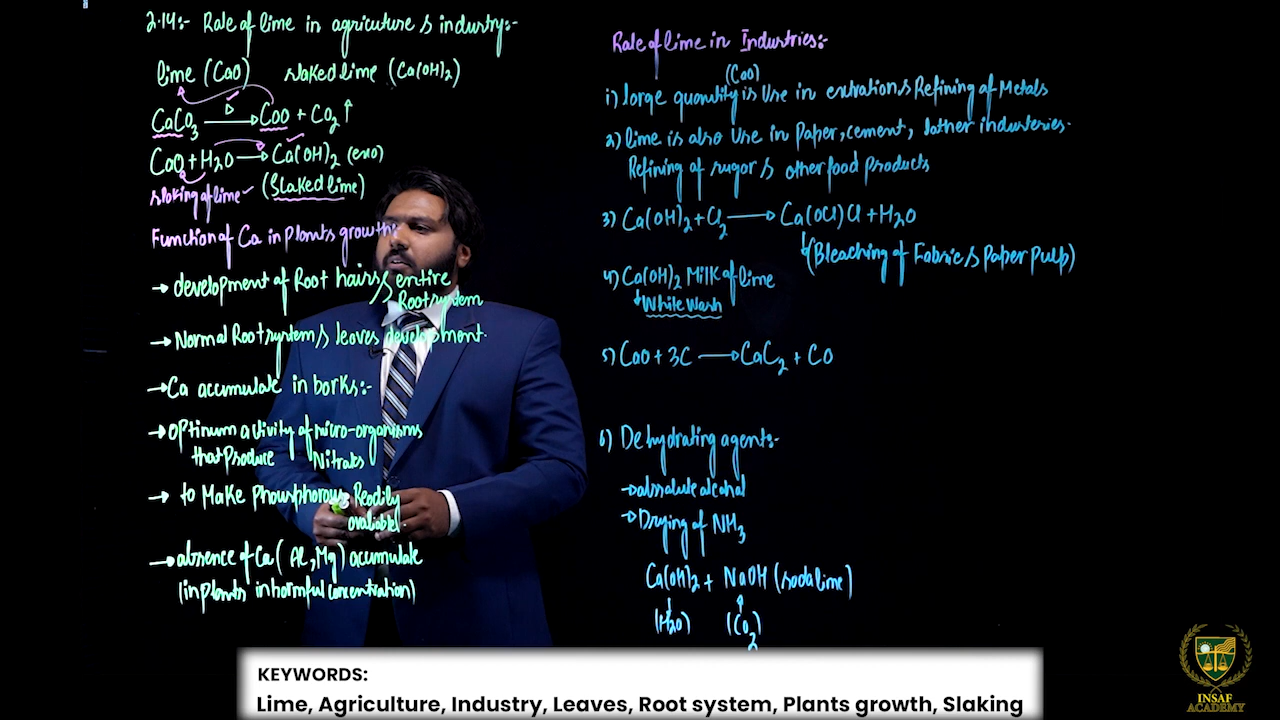 2.14:- Role of lime in agriculture & industry:-
lime (CaO) slaked lime (Ca(OH)2)
CaCO3 → CaO + CO2 ↑
CaO + H2O → Ca(OH)2 (exo)
slaking of lime (Slaked lime)
Function of Ca in plants growth
→ development of Root hairs & entire
Root system
→ Normal Root system & leaves development.
→ Ca accumulate in barks:-
→ optimum activity of micro-organisms
that Produce Nitrates
→ to Make Phosphorous Readily
available
→ absence of Ca (Al, Mg) accumulate
(in plants in harmful concentration)
Role of lime in Industries:-
(CaO)
1) large quantity is Use in extration & Refining of Metals
2) lime is also Use in Paper, cement, lather industeries.
Refining of sugar & other food Products
3) Ca(OH)2 + Cl2 → Ca(OCl)Cl + H2O
(Bleaching of Fabric & Paper Pulp)
4) Ca(OH)2 Milk of lime
White Wash
5) CaO + 3C → CaC2 + CO
6) Dehydrating agents:-
→ absolute alcohal
→ Drying of NH3
Ca(OH)2 + NaOH (sodalime)
(H2O) (CO2)
KEYWORDS:
Lime, Agriculture, Industry, Leaves, Root system, Plants growth, Slaking
INSAF
ACADEMY